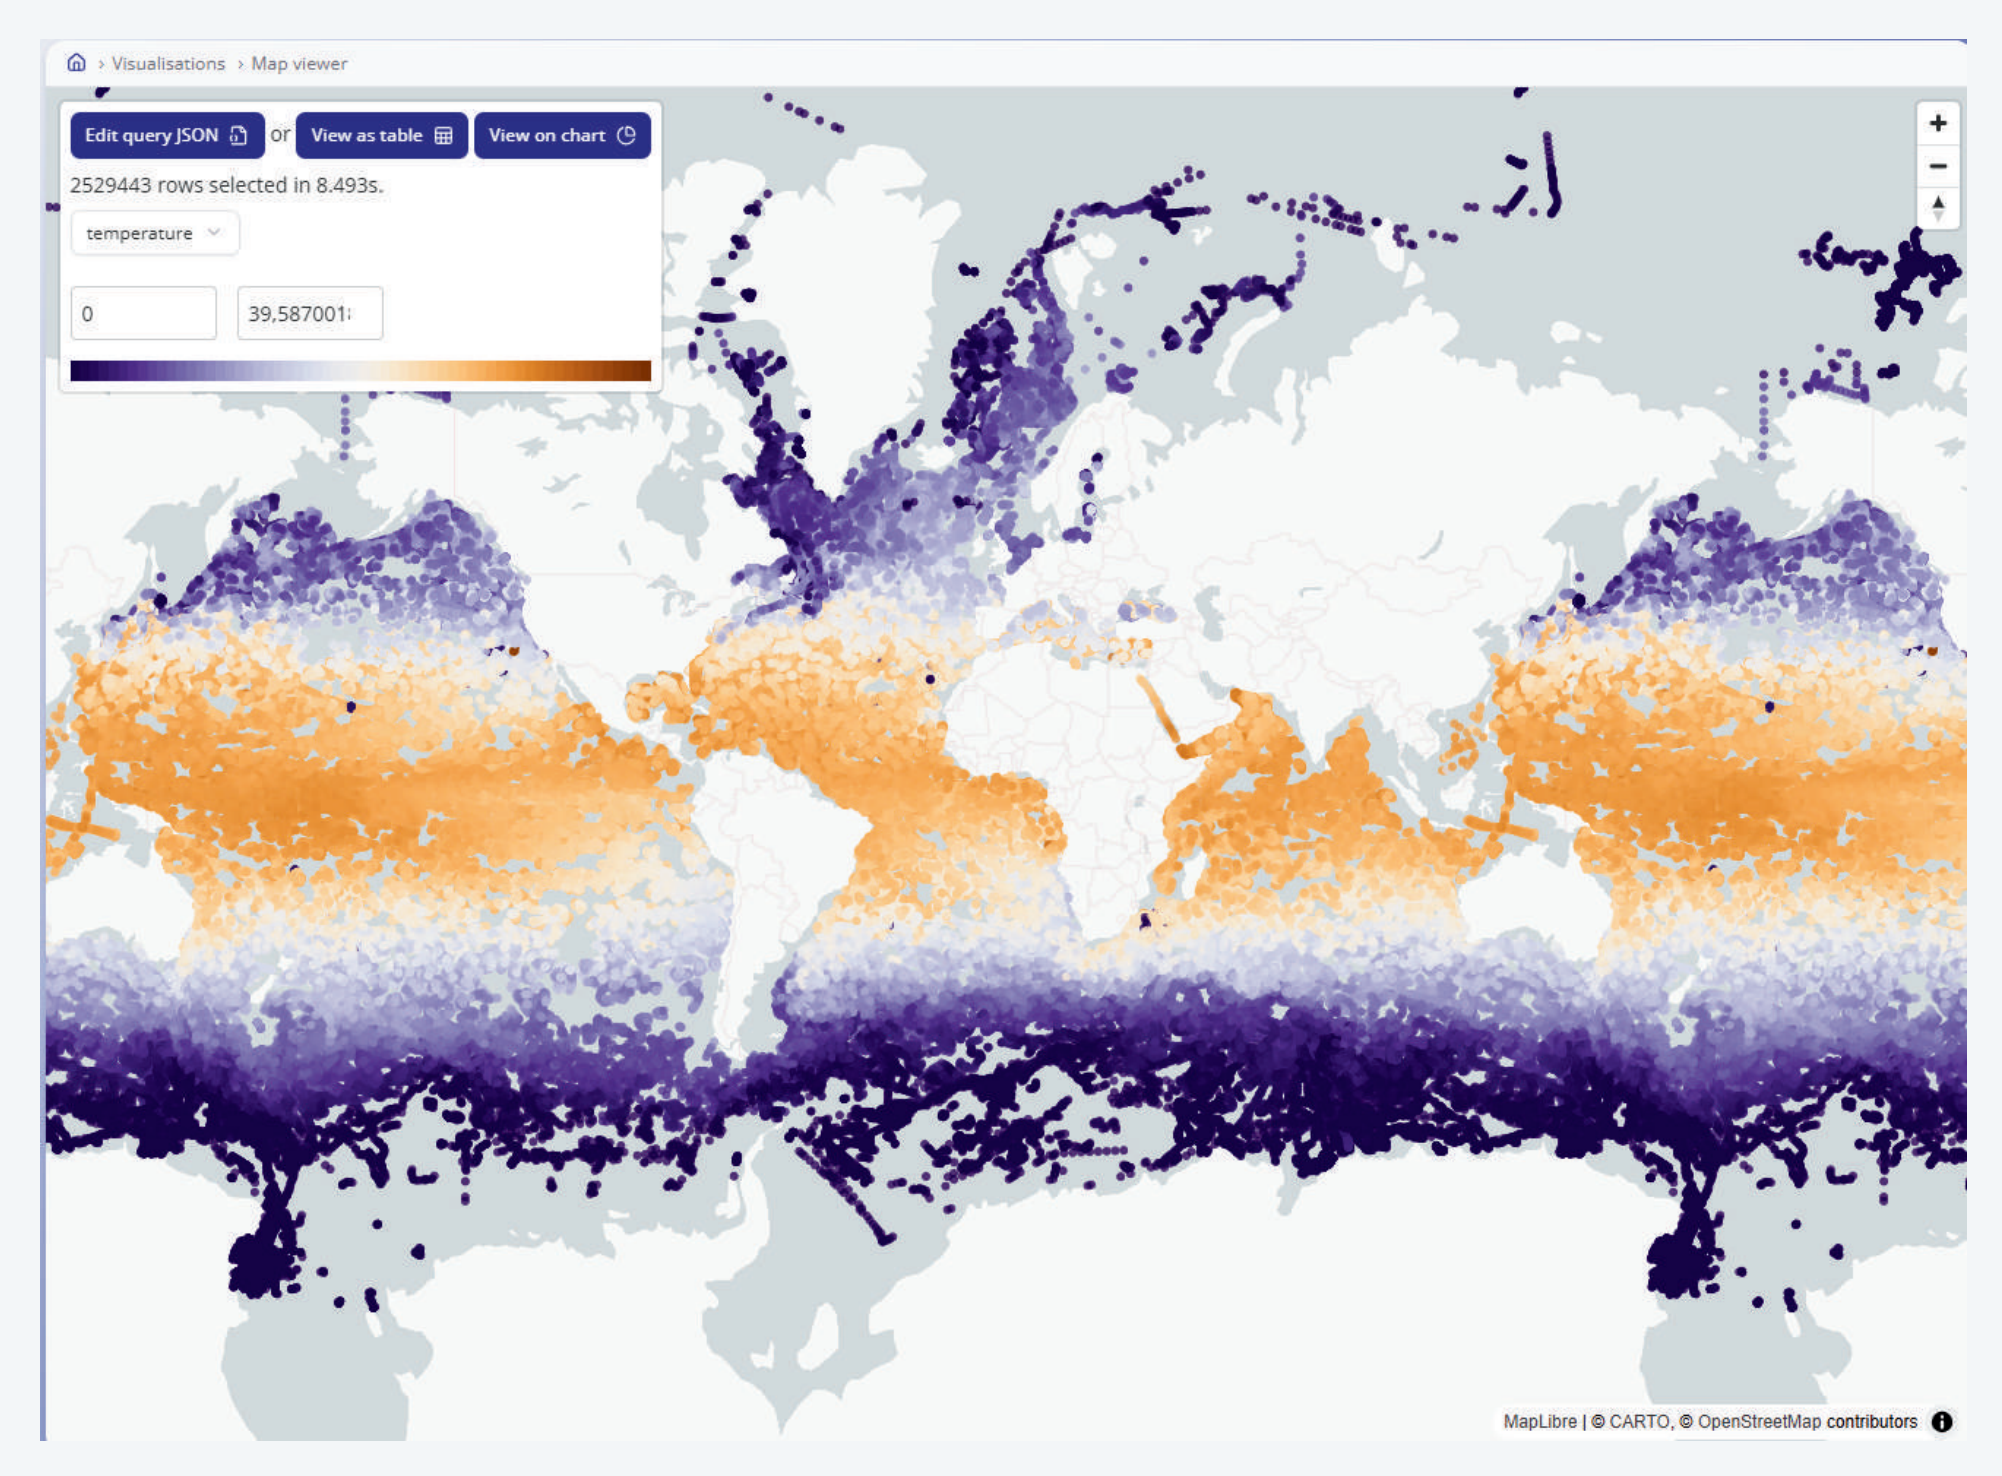 Visualisations > Map viewer
Edit query JSON or View as table View on chart
2529443 rows selected in 8.493s.
temperature
0 39,587001
MapLibre | © CARTO, © OpenStreetMap contributors